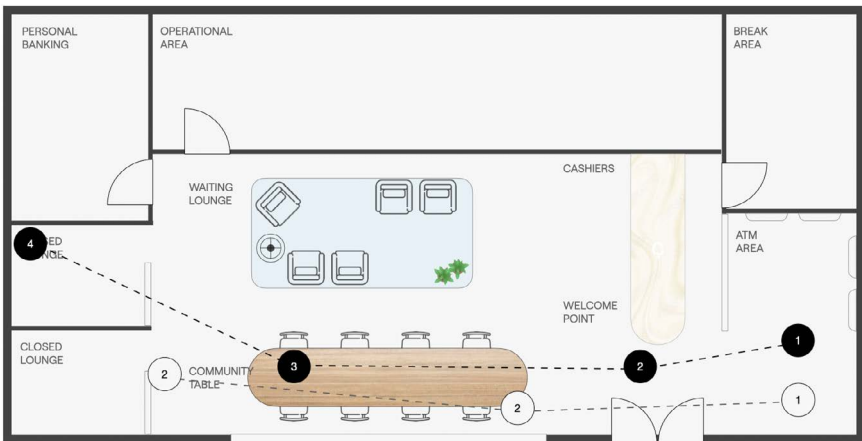 PERSONAL
BANKING
OPERATIONAL
AREA
BREAK
AREA
WAITING
LOUNGE
CASHIERS
4
SED
NGE
ATM
AREA
WELCOME
POINT
CLOSED
LOUNGE
2
COMMUNITY
TABLE
3
2
1
2
1